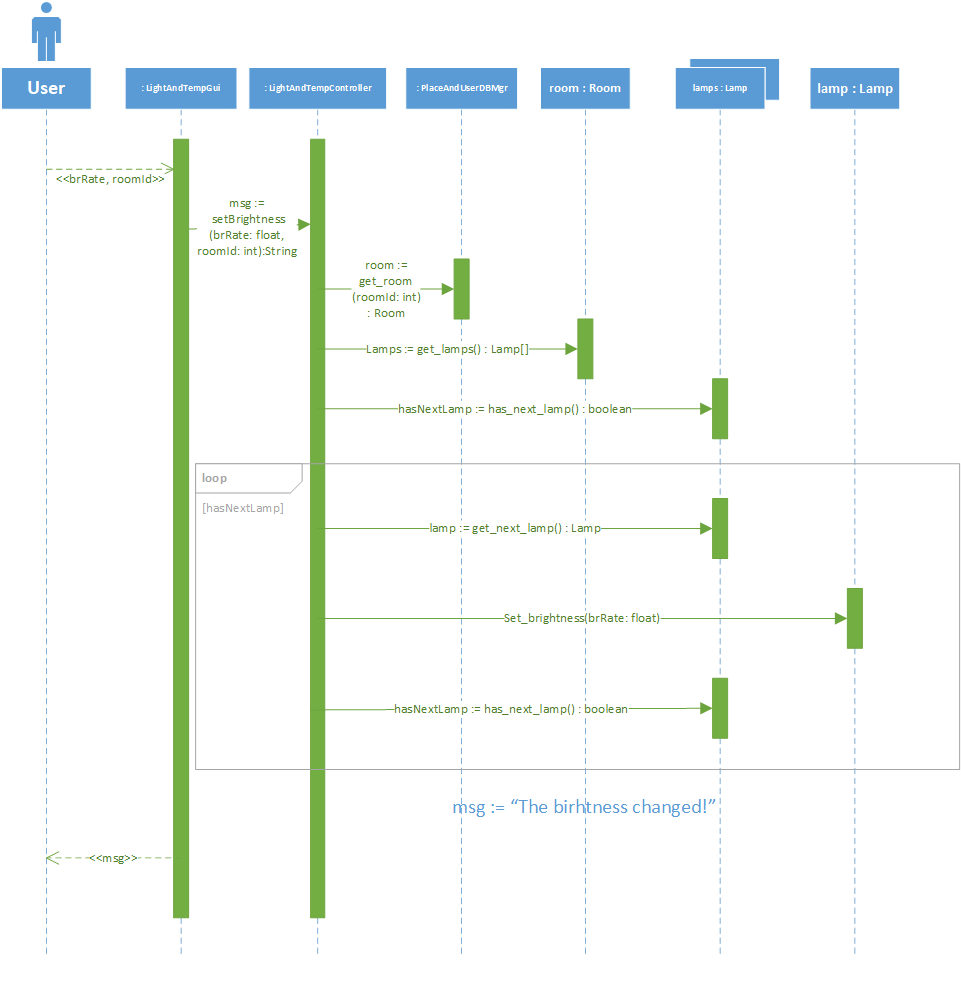 User
: LightAndTempGui
: LightAndTempController
: PlaceAndUserDBMgr
room : Room
lamps : Lamp
lamp : Lamp
<<brRate, roomId>>
msg :=
setBrightness
(brRate: float,
roomId: int):String
room :=
get_room
(roomId: int)
: Room
Lamps := get_lamps() : Lamp[]
hasNextLamp := has_next_lamp() : boolean
loop
[hasNextLamp]
lamp := get_next_lamp() : Lamp
Set_brightness(brRate: float)
hasNextLamp := has_next_lamp() : boolean
msg := “The birhtness changed!”
<<msg>>